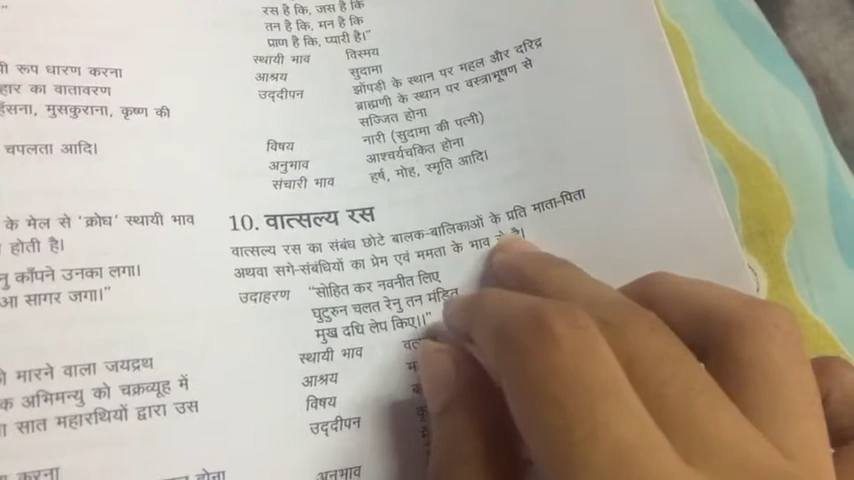 ी रूप धारण करना
हार का वातावरण
हँसना, मुसकुराना, कृष्ण की
चपलता आदि।
के मेल से 'क्रोध' स्थायी भाव
होती है।
नु काँपने उनका लगा।
आ सागर जगा।"
ो मारने वाला जयद्रथ
क अभिमन्यु को चक्रव्यूह में
ा सात महारथियों द्वारा उस
करना
होना
रस है कि, जस है कि
तन है कि, मन है कि
प्राण है कि, प्यारी है।"
स्थायी भाव विस्मय
आश्रय सुदामा
उद्दीपन झोंपड़ी के स्थान पर महल और दरिद्र
ब्राह्मणी के स्थान पर वस्त्राभूषण से
सज्जित होना
विषय नारी (सुदामा की पत्नी)
अनुभाव आश्चर्यचकित होना
संचारी भाव हर्ष, मोह, स्मृति आदि।
10. वात्सल्य रस
वात्सल्य रस का संबंध छोटे बालक-बालिकाओं के प्रति माता-पिता
अथवा सगे-संबंधियों का प्रेम एवं ममता के भाव है।
उदाहरण "सोहित कर नवनीत लिए
घुटुरुन चलत रेनु तन मंडित
मुख दधि लेप किए।।"
स्थायी भाव
आश्रय
विषय
उद्दीपन
अनुभाव